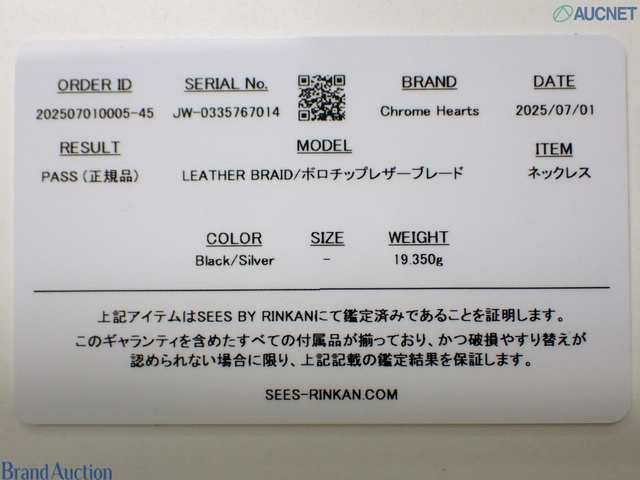 AUCNET
ORDER ID SERIAL No. BRAND DATE
202507010005-45 JW-0335767014 Chrome Hearts 2025/07/01
RESULT MODEL ITEM
PASS (正規品) LEATHER BRAID/ボロチップレザーブレード ネックレス
COLOR SIZE WEIGHT
Black/Silver - 19.350g
上記アイテムはSEES BY RINKANにて鑑定済みであることを証明します。
このギャランティを含めたすべての付属品が揃っており、かつ破損やすり替えが
認められない場合に限り、上記記載の鑑定結果を保証します。
SEES-RINKAN.COM
Brand Auction